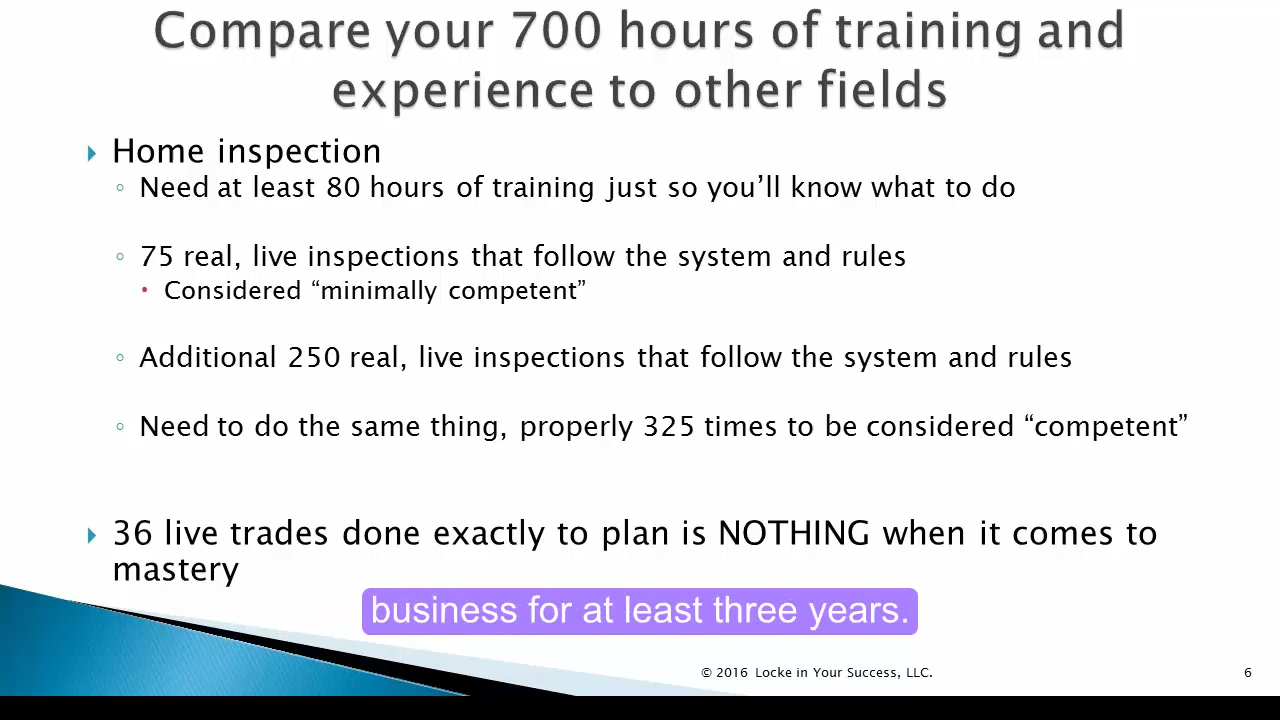 Compare your 700 hours of training and
experience to other fields
Home inspection
Need at least 80 hours of training just so you’ll know what to do
75 real, live inspections that follow the system and rules
Considered “minimally competent”
Additional 250 real, live inspections that follow the system and rules
Need to do the same thing, properly 325 times to be considered “competent”
36 live trades done exactly to plan is NOTHING when it comes to
mastery
business for at least three years.
© 2016 Locke in Your Success, LLC.
6